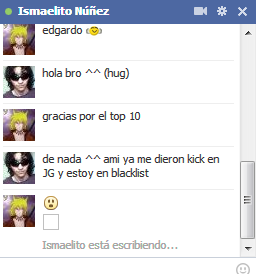 Ismaelito Núñez
edgardo
hola bro ^^ (hug)
gracias por el top 10
de nada ^^ ami ya me dieron kick en
JG y estoy en blacklist
Ismaelito está escribiendo...